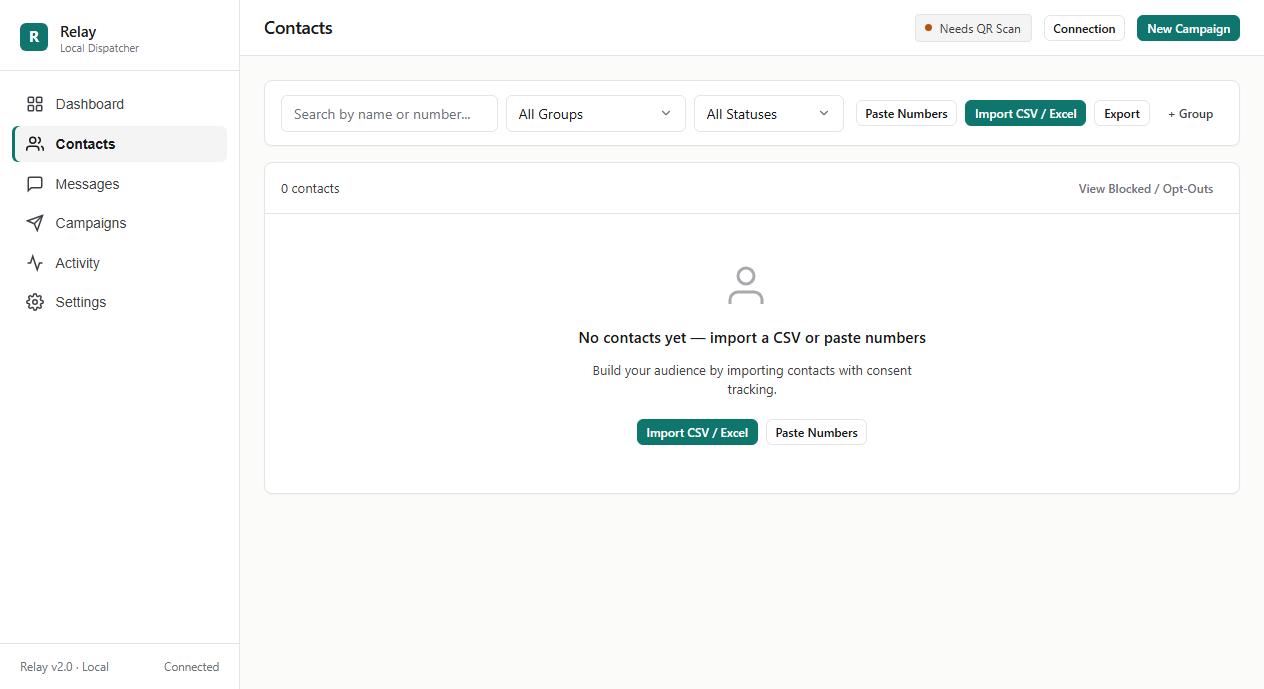 R
Relay
Local Dispatcher
Contacts
Needs QR Scan
Connection
New Campaign
Dashboard
Contacts
Messages
Campaigns
Activity
Settings
Search by name or number...
All Groups
All Statuses
Paste Numbers
Import CSV / Excel
Export
+ Group
0 contacts
View Blocked / Opt-Outs
No contacts yet — import a CSV or paste numbers
Build your audience by importing contacts with consent
tracking.
Import CSV / Excel
Paste Numbers
Relay v2.0 · Local
Connected